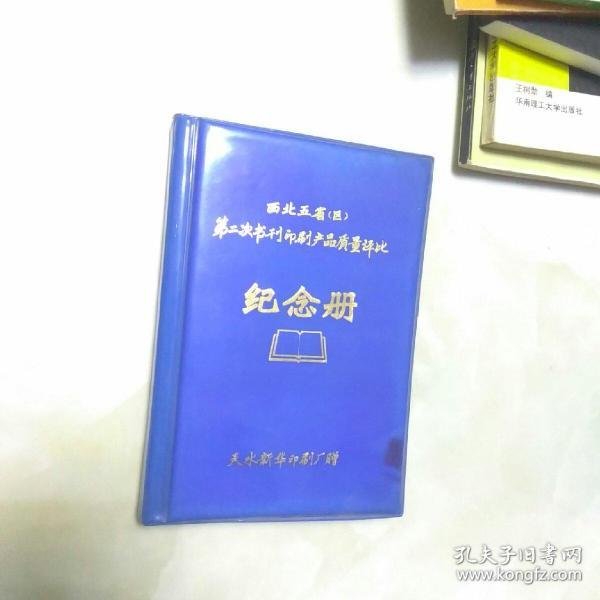 西北五省(区)
第二次书刊印刷产品质量评比
纪念册
天水新华印刷厂赠
王树勲 编
华南理工大学出版社
孔夫子旧书网
www.kongfz.com